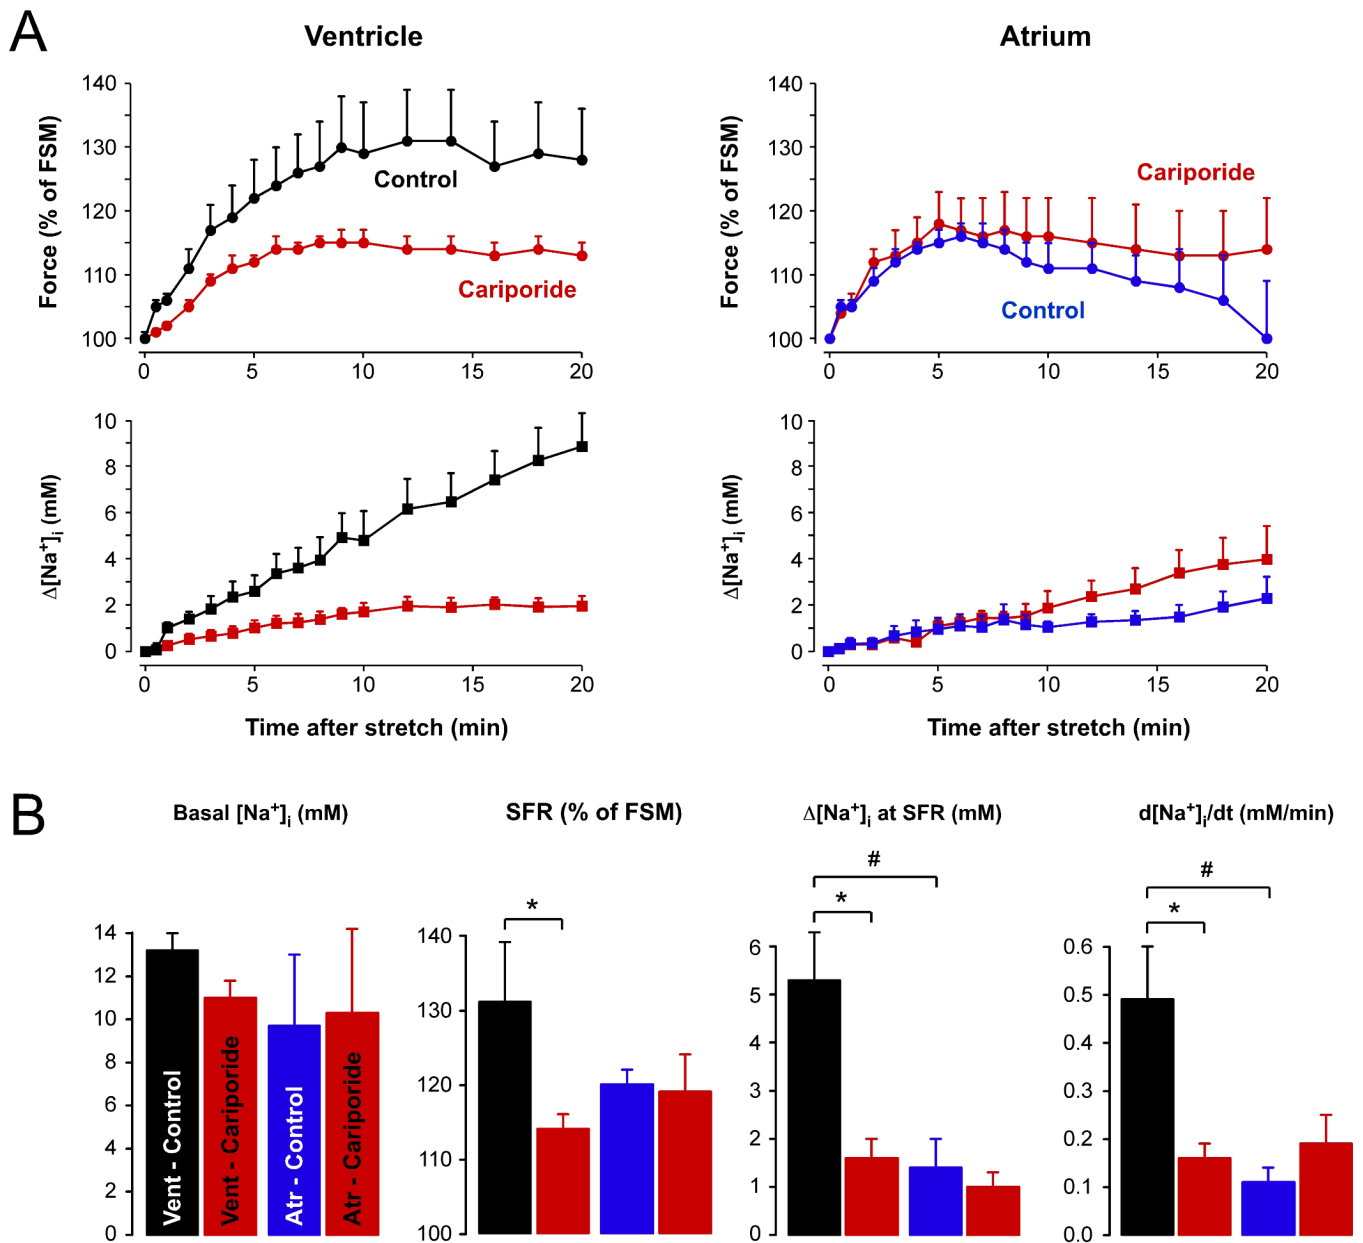 A
Ventricle
Atrium
Force (% of FSM)
140
130
120
110
100
Control
Cariporide
0 5 10 15 20
Force (% of FSM)
140
130
120
110
100
Cariporide
Control
0 5 10 15 20
Δ[Na⁺]ᵢ (mM)
10
8
6
4
2
0
0 5 10 15 20
Time after stretch (min)
Δ[Na⁺]ᵢ (mM)
10
8
6
4
2
0
0 5 10 15 20
Time after stretch (min)
B
Basal [Na⁺]ᵢ (mM)
14
12
10
8
6
4
2
0
Vent - Control
Vent - Cariporide
Atr - Control
Atr - Cariporide
SFR (% of FSM)
*
140
130
120
110
100
Δ[Na⁺]ᵢ at SFR (mM)
#
*
6
5
4
3
2
1
0
d[Na⁺]ᵢ/dt (mM/min)
#
*
0.6
0.5
0.4
0.3
0.2
0.1
0.0